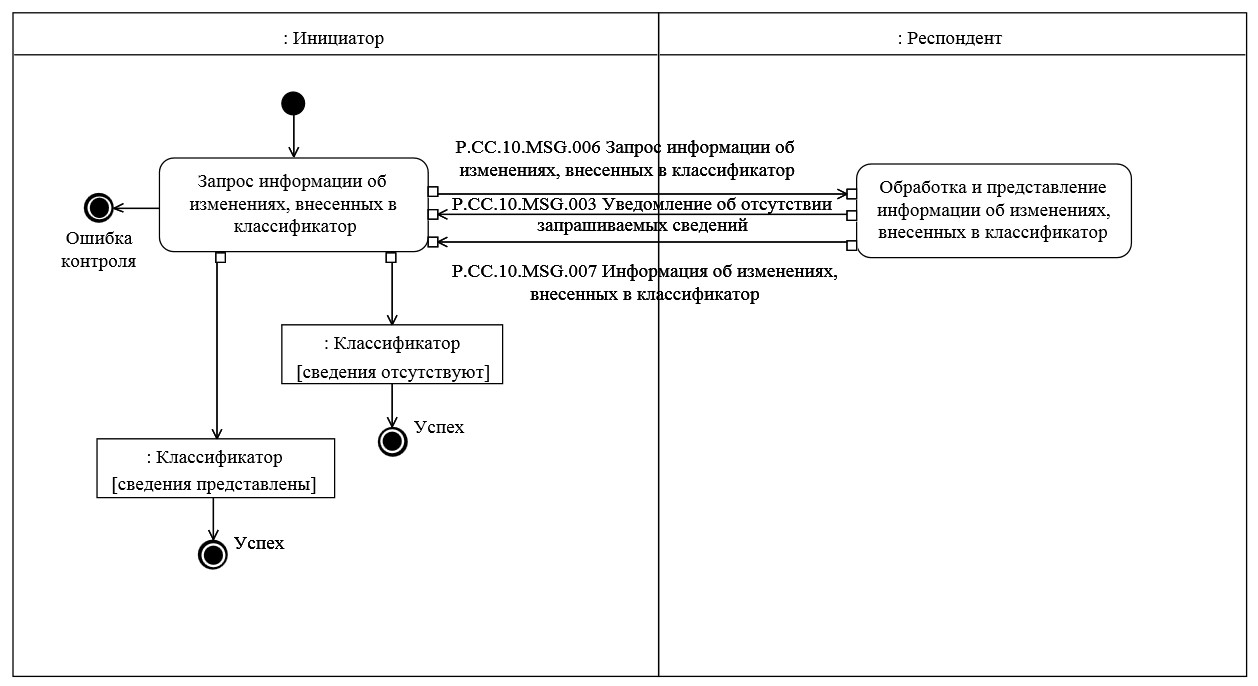 : Инициатор
: Респондент
P.CC.10.MSG.006 Запрос информации об
изменениях, внесенных в классификатор
Запрос информации об
изменениях, внесенных в
классификатор
Обработка и представление
информации об изменениях,
внесенных в классификатор
P.CC.10.MSG.003 Уведомление об отсутствии
запрашиваемых сведений
Ошибка
контроля
P.CC.10.MSG.007 Информация об изменениях,
внесенных в классификатор
: Классификатор
[сведения отсутствуют]
Успех
: Классификатор
[сведения представлены]
Успех